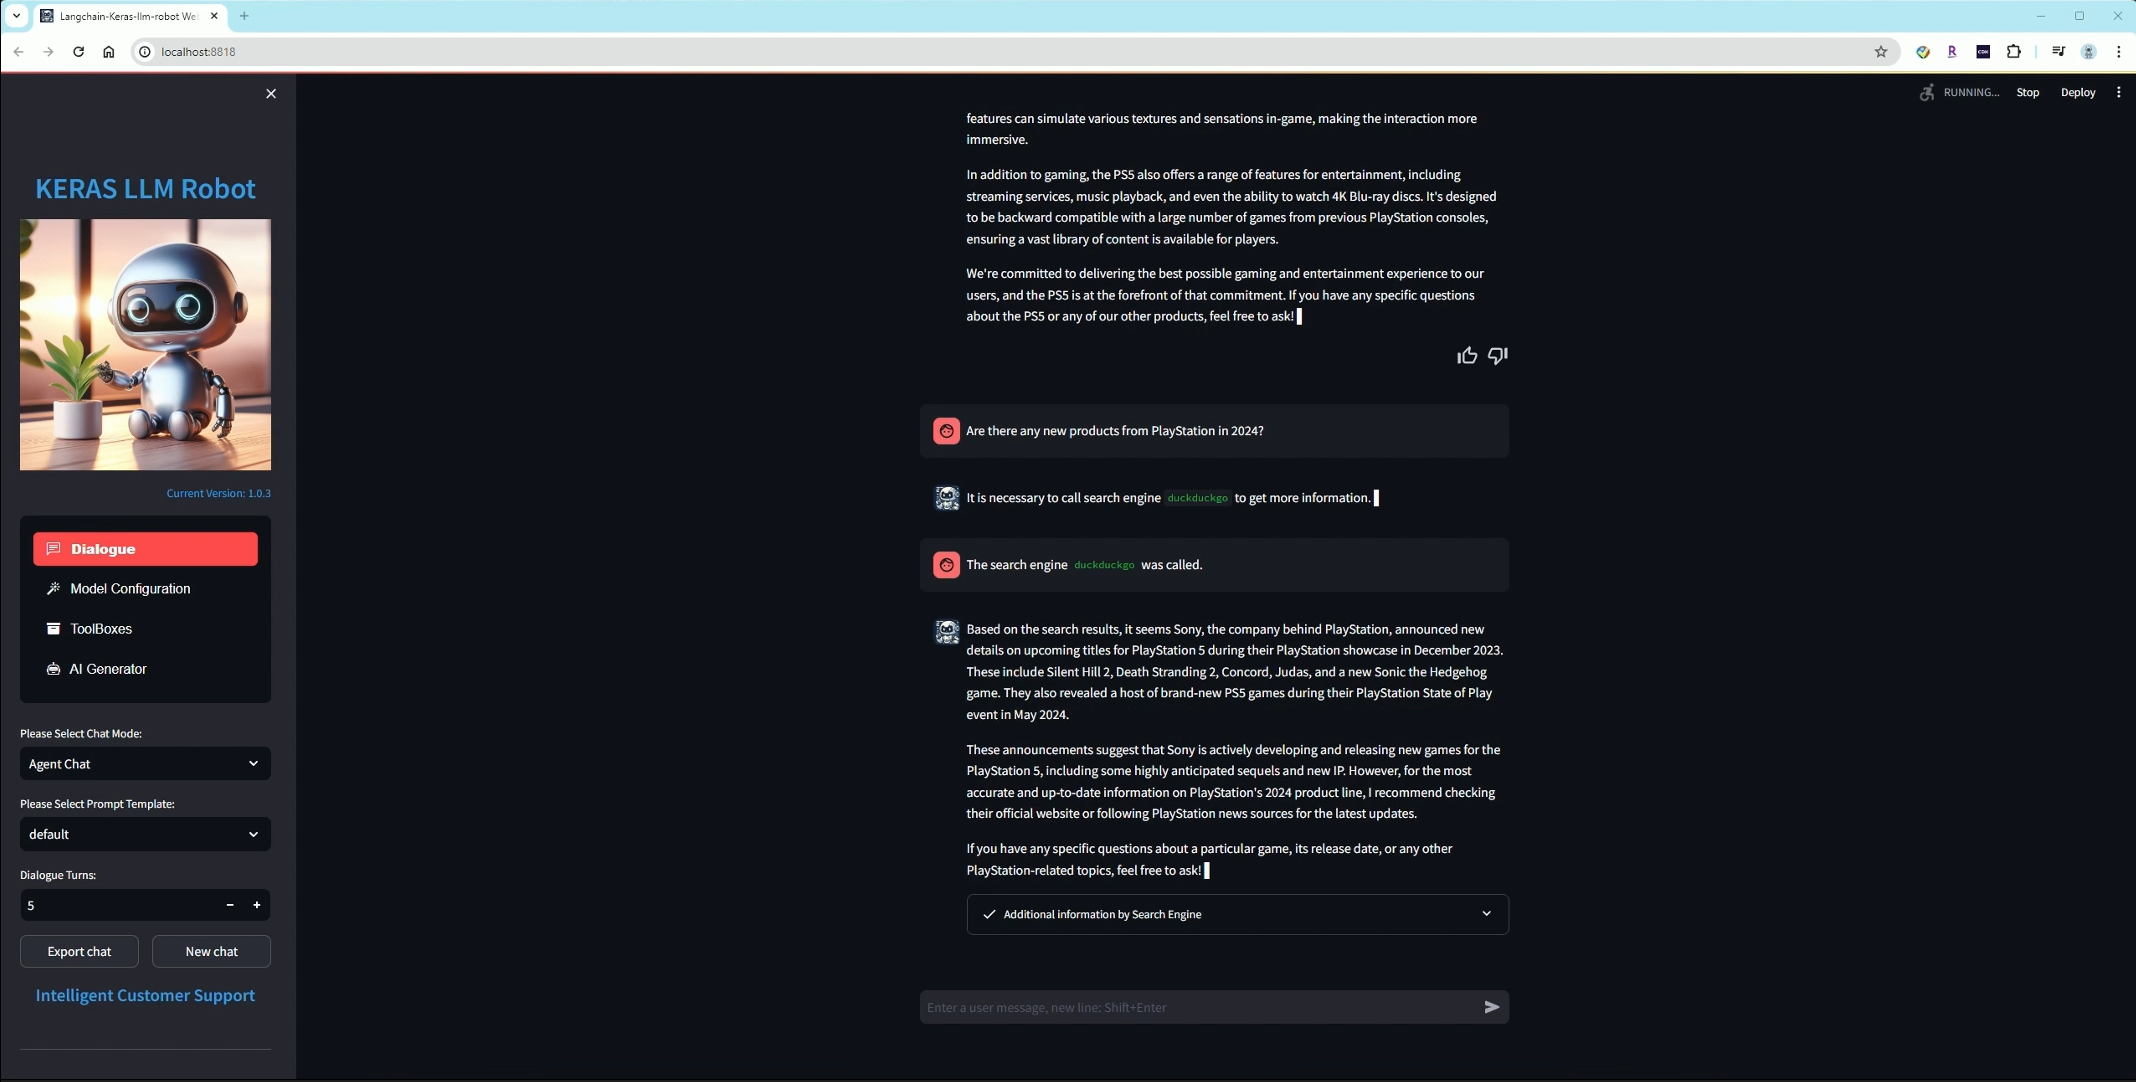 Langchain-Keras-llm-robot We
localhost:8818
RUNNING...
Stop
Deploy
KERAS LLM Robot
Current Version: 1.0.3
Dialogue
Model Configuration
ToolBoxes
AI Generator
Please Select Chat Mode:
Agent Chat
Please Select Prompt Template:
default
Dialogue Turns:
5
Export chat
New chat
Intelligent Customer Support
features can simulate various textures and sensations in-game, making the interaction more
immersive.
In addition to gaming, the PS5 also offers a range of features for entertainment, including
streaming services, music playback, and even the ability to watch 4K Blu-ray discs. It's designed
to be backward compatible with a large number of games from previous PlayStation consoles,
ensuring a vast library of content is available for players.
We're committed to delivering the best possible gaming and entertainment experience to our
users, and the PS5 is at the forefront of that commitment. If you have any specific questions
about the PS5 or any of our other products, feel free to ask!
Are there any new products from PlayStation in 2024?
It is necessary to call search engine duckduckgo to get more information.
The search engine duckduckgo was called.
Based on the search results, it seems Sony, the company behind PlayStation, announced new
details on upcoming titles for PlayStation 5 during their PlayStation showcase in December 2023.
These include Silent Hill 2, Death Stranding 2, Concord, Judas, and a new Sonic the Hedgehog
game. They also revealed a host of brand-new PS5 games during their PlayStation State of Play
event in May 2024.
These announcements suggest that Sony is actively developing and releasing new games for the
PlayStation 5, including some highly anticipated sequels and new IP. However, for the most
accurate and up-to-date information on PlayStation's 2024 product line, I recommend checking
their official website or following PlayStation news sources for the latest updates.
If you have any specific questions about a particular game, its release date, or any other
PlayStation-related topics, feel free to ask!
Additional information by Search Engine
Enter a user message, new line: Shift+Enter